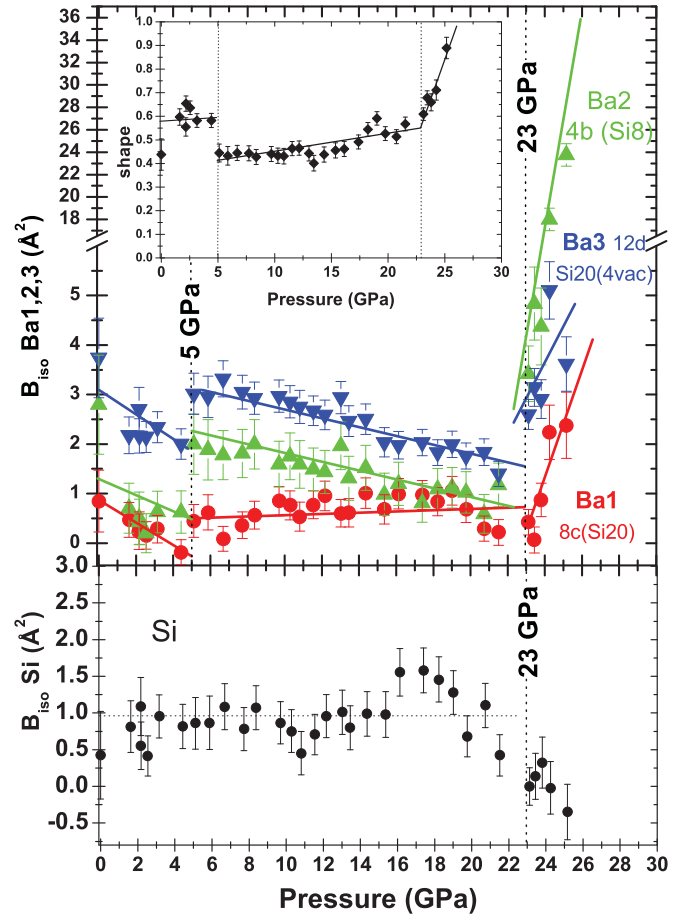 B_iso Ba1,2,3 (Å²)
36
34
32
30
28
26
24
22
20
18
16
5
4
3
2
1
0
shape
1.0
0.9
0.8
0.7
0.6
0.5
0.4
0.3
0.2
0.1
0.0
0 5 10 15 20 25 30
Pressure (GPa)
5 GPa
23 GPa
Ba2
4b (Si8)
Ba3 12d
Si20(4vac)
Ba1
8c(Si20)
B_iso Si (Å²)
3.0
2.5
2.0
1.5
1.0
0.5
0.0
-0.5
Si
23 GPa
0 2 4 6 8 10 12 14 16 18 20 22 24 26 28 30
Pressure (GPa)